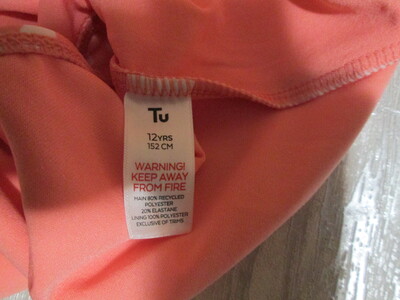 Tu
12YRS
152 CM
WARNING!
KEEP AWAY
FROM FIRE
MAIN 80% RECYCLED
POLYESTER
20% ELASTANE
LINING 100% POLYESTER
EXCLUSIVE OF TRIMS